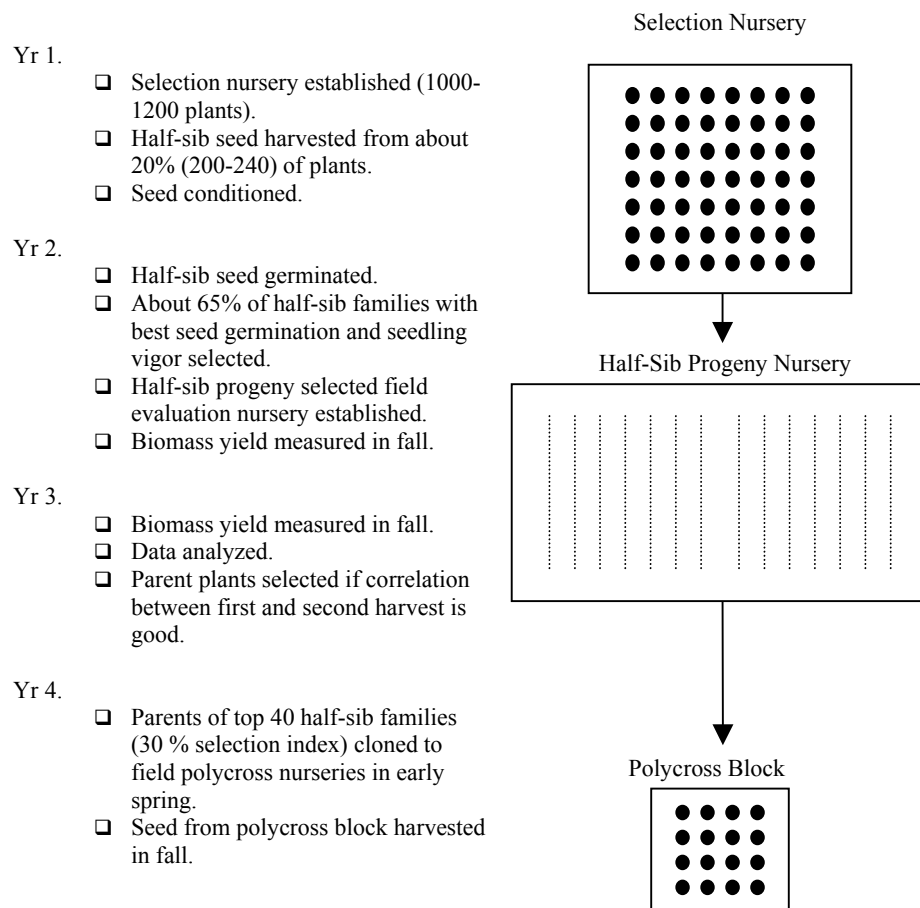 Selection Nursery
Yr 1.
❑ Selection nursery established (1000-
1200 plants).
❑ Half-sib seed harvested from about
20% (200-240) of plants.
❑ Seed conditioned.
Yr 2.
❑ Half-sib seed germinated.
❑ About 65% of half-sib families with
best seed germination and seedling
vigor selected.
❑ Half-sib progeny selected field
evaluation nursery established.
❑ Biomass yield measured in fall.
Half-Sib Progeny Nursery
Yr 3.
❑ Biomass yield measured in fall.
❑ Data analyzed.
❑ Parent plants selected if correlation
between first and second harvest is
good.
Yr 4.
❑ Parents of top 40 half-sib families
(30 % selection index) cloned to
field polycross nurseries in early
spring.
❑ Seed from polycross block harvested
in fall.
Polycross Block